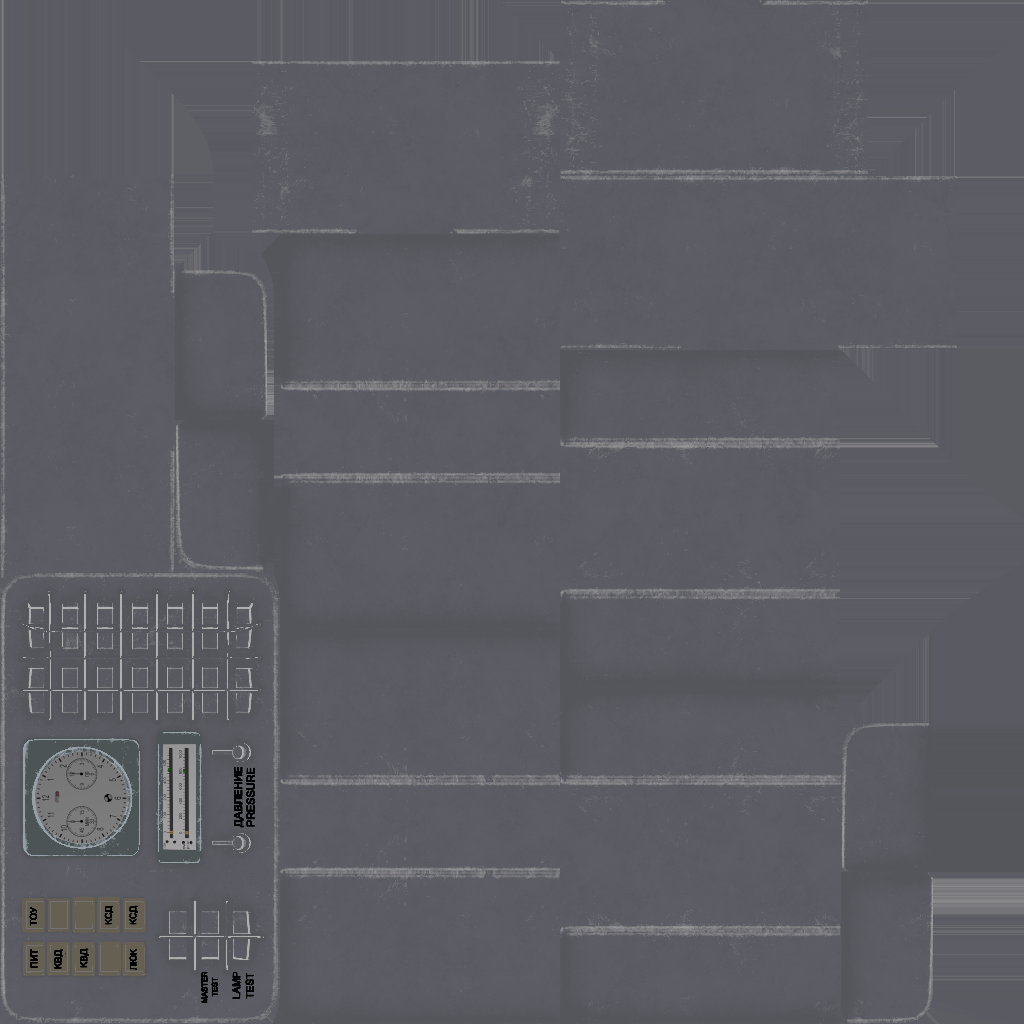 ДАВЛЕНИЕ
PRESSURE
ТОУ
КСД
КСД
ПИТ
КВД
КВД
ЛЮК
MASTER
TEST
LAMP
TEST